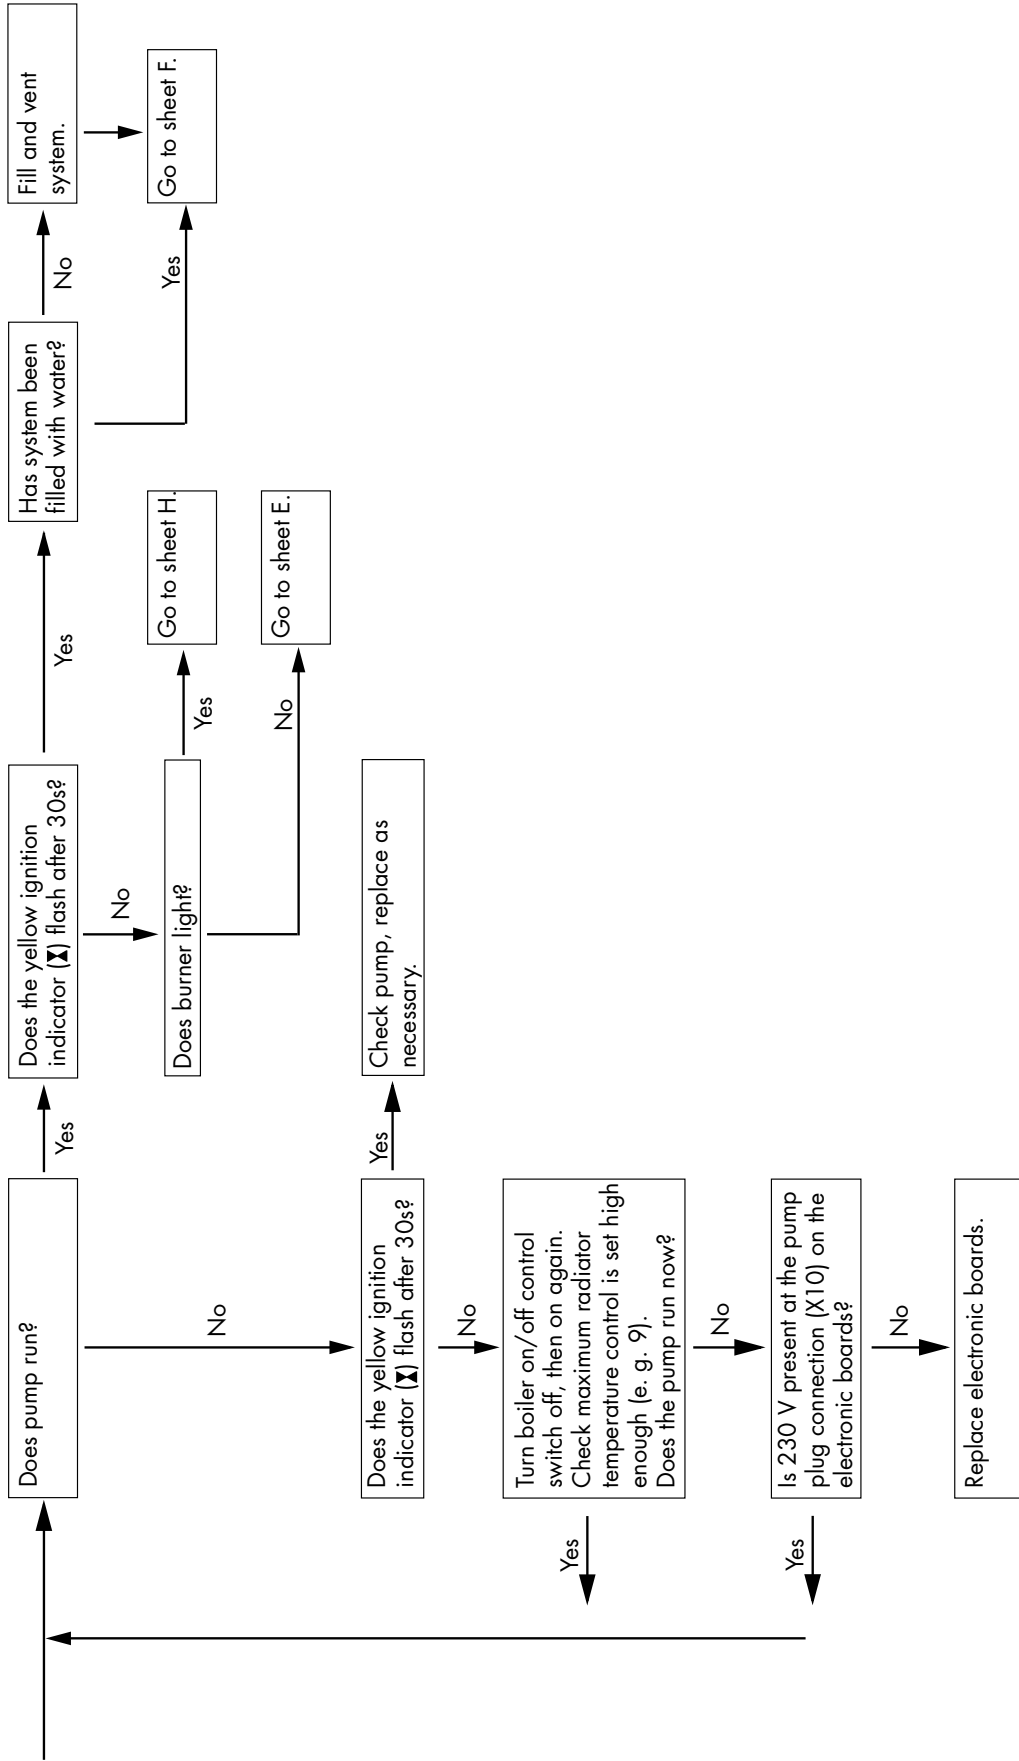 Does pump run?
Yes
Does the yellow ignition
indicator (⧗) flash after 30s?
Yes
Has system been
filled with water?
No
Fill and vent
system.
Yes
Go to sheet F.
No
Does burner light?
Yes
Go to sheet H.
No
Go to sheet E.
No
Does the yellow ignition
indicator (⧗) flash after 30s?
Yes
Check pump, replace as
necessary.
No
Turn boiler on/off control
switch off, then on again.
Check maximum radiator
temperature control is set high
enough (e. g. 9).
Does the pump run now?
Yes
No
Is 230 V present at the pump
plug connection (X10) on the
electronic boards?
Yes
No
Replace electronic boards.